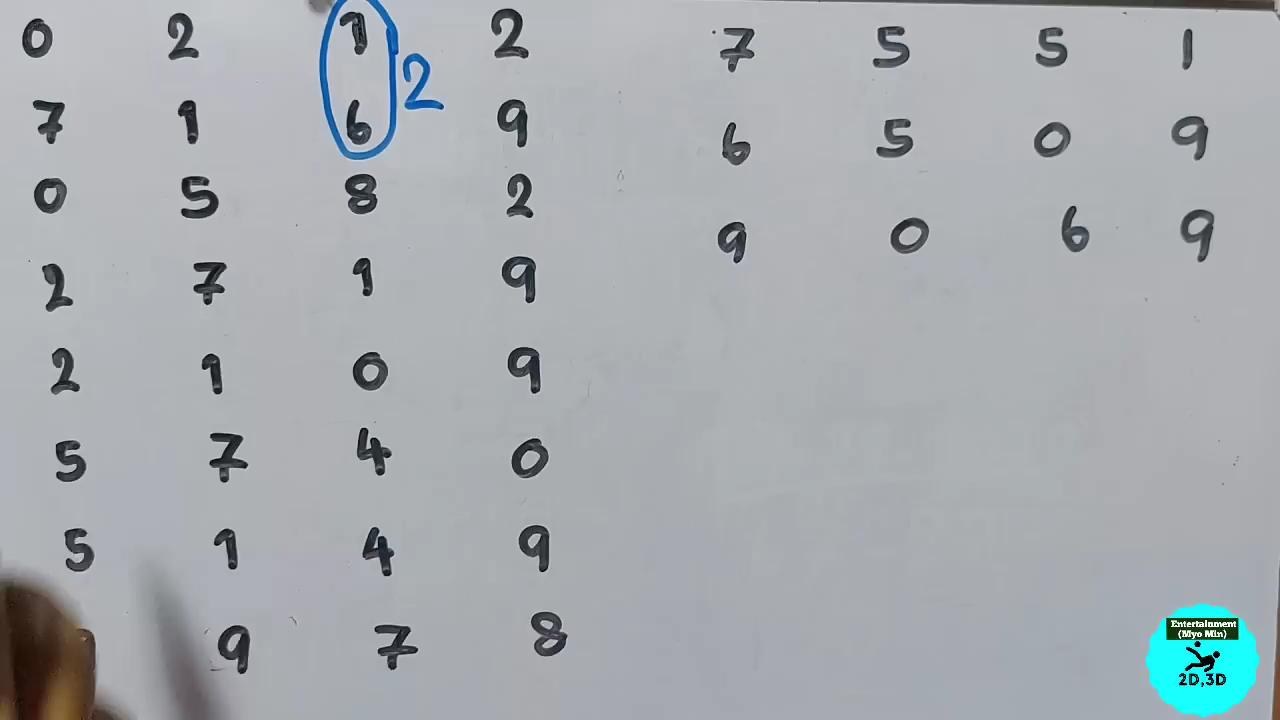 0 2 1 2
2
7 1 6 9
0 5 8 2
2 7 1 9
2 1 0 9
5 7 4 0
5 1 4 9
9 7 8
7 5 5 1
6 5 0 9
9 0 6 9
Entertainment
(Myo Min)
2D,3D